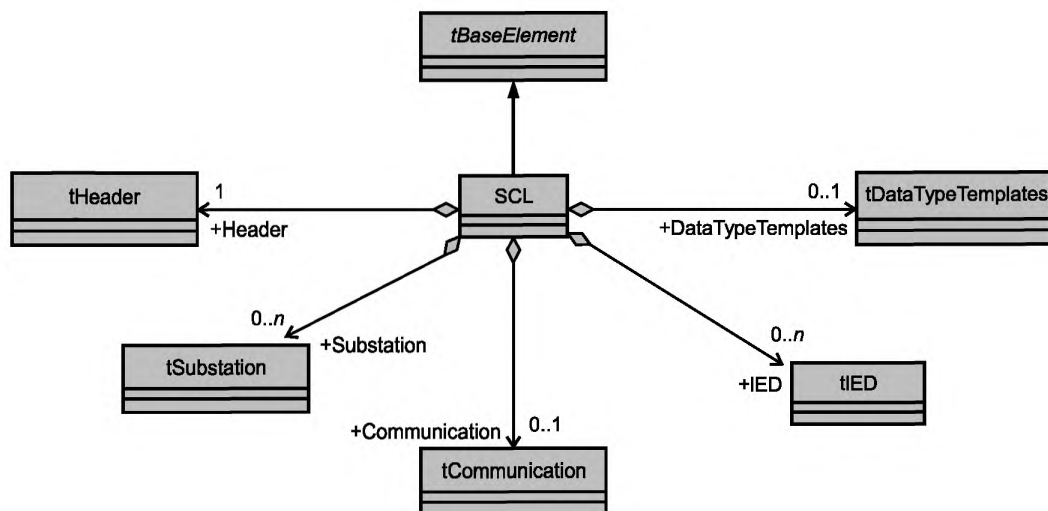 tBaseElement
tHeader
1
+Header
SCL
0..1
+DataTypeTemplates
tDataTypeTemplates
0..n
+Substation
tSubstation
0..n
+IED
tIED
+Communication
0..1
tCommunication